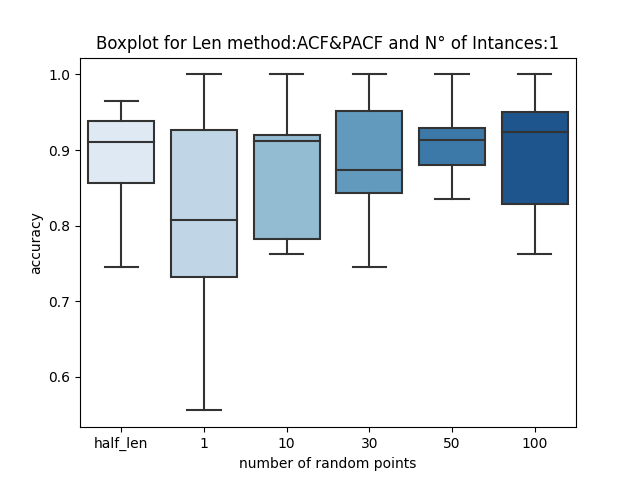 Boxplot for Len method:ACF&PACF and N° of Intances:1
1.0
0.9
0.8
0.7
0.6
accuracy
half_len 1 10 30 50 100
number of random points